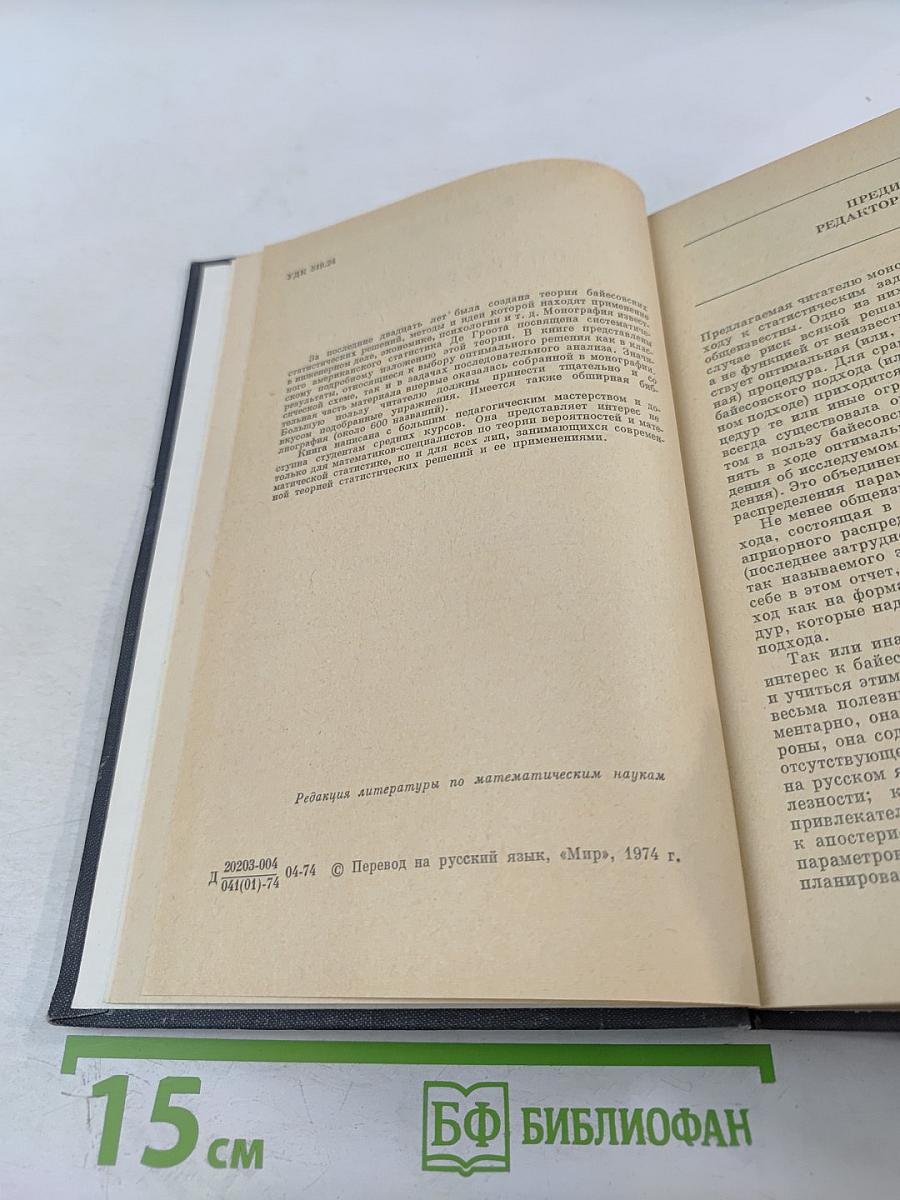 УДК 519.24
За последние двадцать лет была создана теория байесовских
статистических решений, методы и идеи которой находят применение
в инженерном деле, экономике, психологии и т. д. Монография извест-
ного американского статистика Де Гроота посвящена систематиче-
скому подробному изложению этой теории. В книге представлены
результаты, относящиеся к выбору оптимального решения как в клас-
сической схеме, так и в задачах последовательного анализа. Значи-
тельная часть материала впервые оказалась собранной в монографии.
Большую пользу читателю должны принести тщательно и со
вкусом подобранные упражнения. Имеется также обширная биб-
лиография (около 600 названий).
Книга написана с большим педагогическим мастерством и до-
ступна студентам средних курсов. Она представляет интерес не
только для математиков-специалистов по теории вероятностей и мате-
матической статистике, но и для всех лиц, занимающихся современ-
ной теорией статистических решений и ее применениями.
Редакция литературы по математическим наукам
Д 20203-004 / 041(01)-74 04-74 © Перевод на русский язык, «Мир», 1974 г.
ПРЕДИ
РЕДАКТОР
Предлагаемая читателю моно
ходу к статистическим зад
общеизвестны. Одно из них
случае риск всякой решаю
а не функцией от неизвестн
ствует оптимальная (или,
ная) процедура. Для срав
байесовского подхода (ил
ном подходе) приходится
цедур те или иные огр
всегда существовала о
том в пользу байесовс
нять в ходе оптималь
дения об исследуемом
дения). Это объединен
распределения парам
Не менее общеизв
хода, состоящая в
априорного распред
(последнее затрудн
так называемого э
себе в этом отчет,
ход как на форма
дур, которые над
подхода.
Так или ина
интерес к байес
и учиться этим
весьма полезн
ментарно, она
роны, она сод
отсутствующе
на русском я
лезности; к
привлекател
к апостери
параметров
планирова
15 см
БФ БИБЛИОФАН